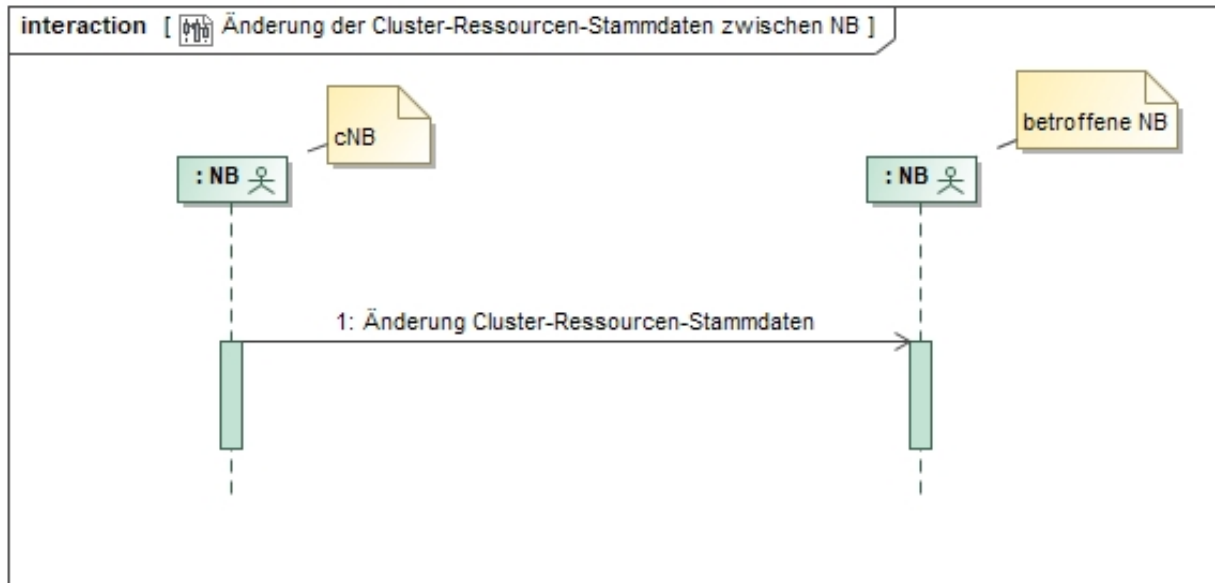 interaction [ Änderung der Cluster-Ressourcen-Stammdaten zwischen NB ]
cNB
betroffene NB
: NB
: NB
1: Änderung Cluster-Ressourcen-Stammdaten